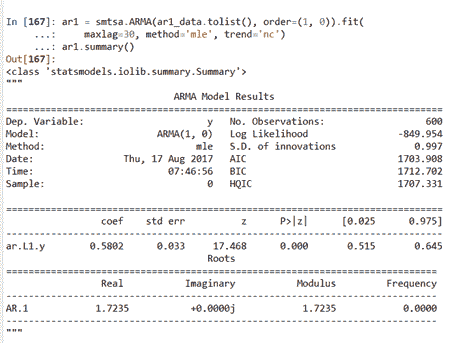 In [167]: ar1 = smtsa.ARMA(ar1_data.tolist(), order=(1, 0)).fit(
...: maxlag=30, method='mle', trend='nc')
...: ar1.summary()
Out[167]:
<class 'statsmodels.iolib.summary.Summary'>
"""
ARMA Model Results
==============================================================================
Dep. Variable: y No. Observations: 600
Model: ARMA(1, 0) Log Likelihood -849.954
Method: mle S.D. of innovations 0.997
Date: Thu, 17 Aug 2017 AIC 1703.908
Time: 07:46:56 BIC 1712.702
Sample: 0 HQIC 1707.331
==============================================================================
coef std err z P>|z| [0.025 0.975]
------------------------------------------------------------------------------
ar.L1.y 0.5802 0.033 17.468 0.000 0.515 0.645
Roots
==============================================================================
Real Imaginary Modulus Frequency
------------------------------------------------------------------------------
AR.1 1.7235 +0.0000j 1.7235 0.0000
------------------------------------------------------------------------------
"""